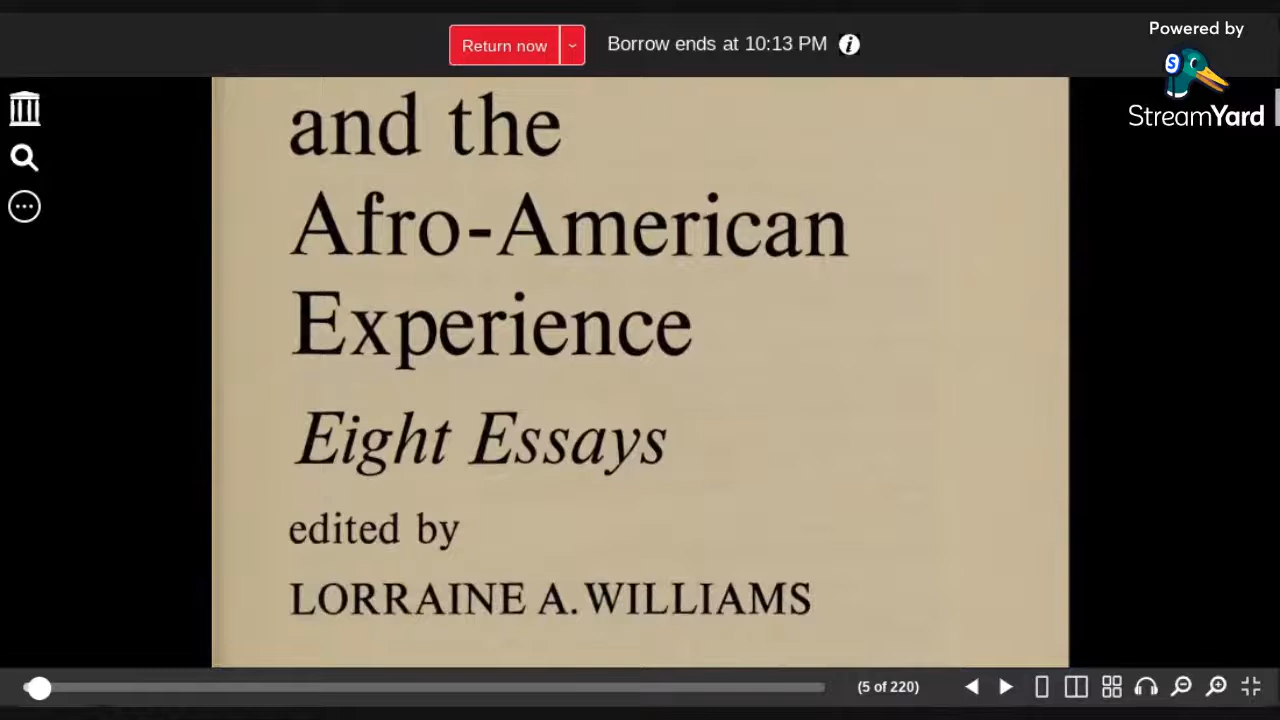 Powered by
StreamYard
Return now
Borrow ends at 10:13 PM
and the
Afro-American
Experience
Eight Essays
edited by
LORRAINE A. WILLIAMS
(5 of 220)